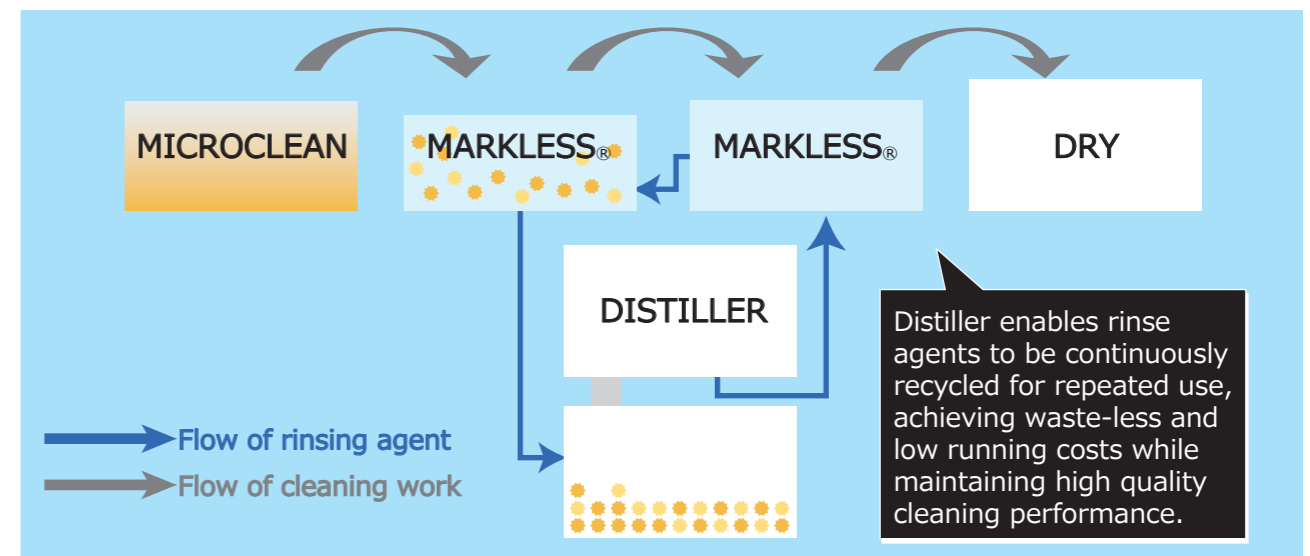 MICROCLEAN
MARKLESS®
MARKLESS®
DRY
DISTILLER
Distiller enables rinse
agents to be continuously
recycled for repeated use,
achieving waste-less and
low running costs while
maintaining high quality
cleaning performance.
Flow of rinsing agent
Flow of cleaning work